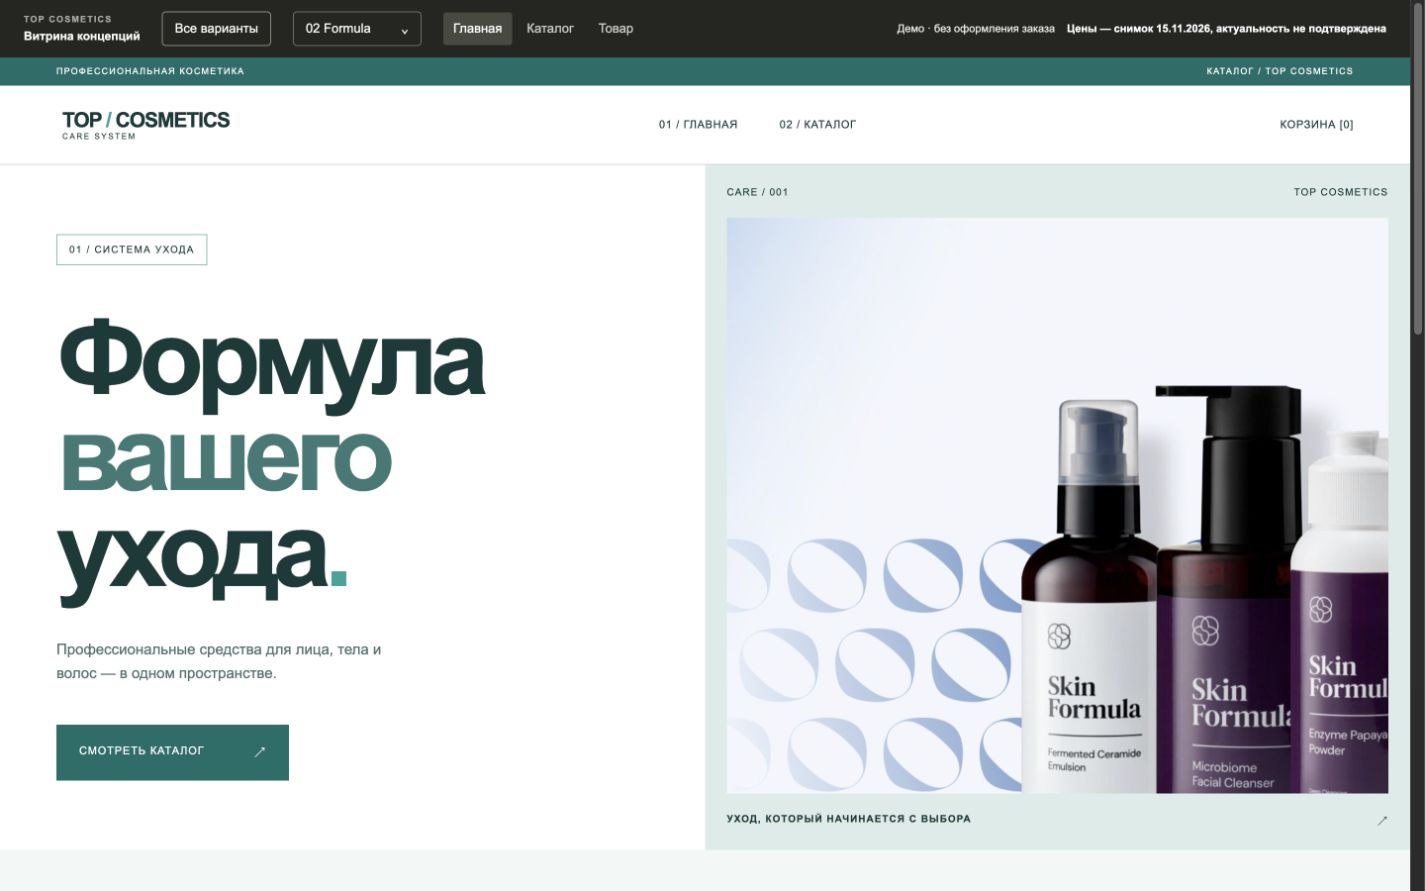 TOP COSMETICS
Витрина концепций
Все варианты
02 Formula
Главная
Каталог
Товар
Демо · без оформления заказа
Цены — снимок 15.11.2026, актуальность не подтверждена
ПРОФЕССИОНАЛЬНАЯ КОСМЕТИКА
КАТАЛОГ / TOP COSMETICS
TOP / COSMETICS
CARE SYSTEM
01 / ГЛАВНАЯ
02 / КАТАЛОГ
КОРЗИНА [0]
01 / СИСТЕМА УХОДА
Формула
вашего
ухода.
Профессиональные средства для лица, тела и
волос — в одном пространстве.
СМОТРЕТЬ КАТАЛОГ
CARE / 001
TOP COSMETICS
Skin
Formula
Fermented Ceramide
Emulsion
Skin
Formula
Microbiome
Facial Cleanser
Skin
Formul
Enzyme Papaya
Powder
УХОД, КОТОРЫЙ НАЧИНАЕТСЯ С ВЫБОРА